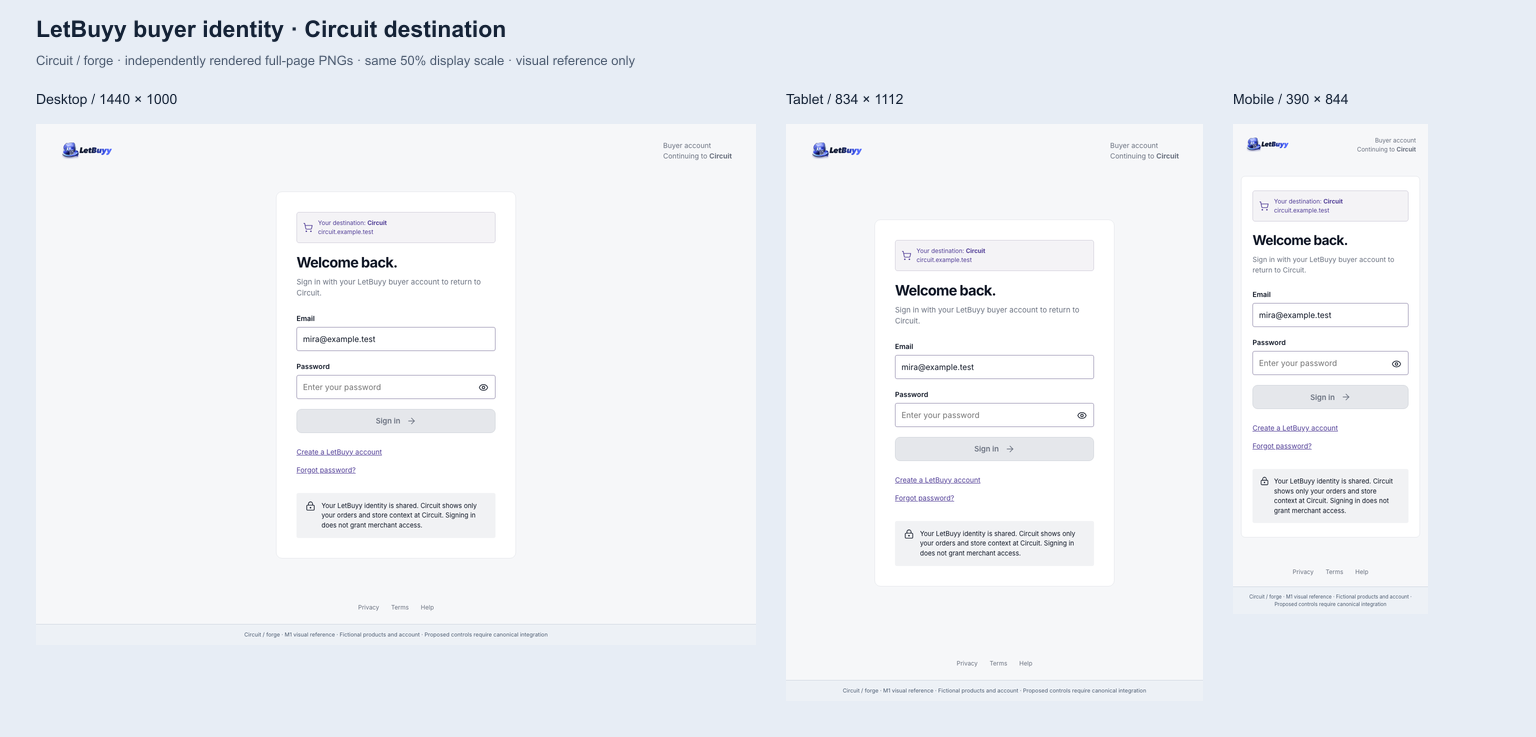 LetBuyy buyer identity · Circuit destination
Circuit / forge · independently rendered full-page PNGs · same 50% display scale · visual reference only
Desktop / 1440 × 1000
LetBuyy
Buyer account
Continuing to Circuit
Your destination: Circuit
circuit.example.test
Welcome back.
Sign in with your LetBuyy buyer account to return to
Circuit.
Email
mira@example.test
Password
Enter your password
Sign in →
Create a LetBuyy account
Forgot password?
Your LetBuyy identity is shared. Circuit shows only
your orders and store context at Circuit. Signing in
does not grant merchant access.
Privacy Terms Help
Circuit / forge · M1 visual reference · Fictional products and account · Proposed controls require canonical integration
Tablet / 834 × 1112
LetBuyy
Buyer account
Continuing to Circuit
Your destination: Circuit
circuit.example.test
Welcome back.
Sign in with your LetBuyy buyer account to return to
Circuit.
Email
mira@example.test
Password
Enter your password
Sign in →
Create a LetBuyy account
Forgot password?
Your LetBuyy identity is shared. Circuit shows only
your orders and store context at Circuit. Signing in
does not grant merchant access.
Privacy Terms Help
Circuit / forge · M1 visual reference · Fictional products and account · Proposed controls require canonical integration
Mobile / 390 × 844
LetBuyy
Buyer account
Continuing to Circuit
Your destination: Circuit
circuit.example.test
Welcome back.
Sign in with your LetBuyy buyer account to
return to Circuit.
Email
mira@example.test
Password
Enter your password
Sign in →
Create a LetBuyy account
Forgot password?
Your LetBuyy identity is shared. Circuit
shows only your orders and store
context at Circuit. Signing in does not
grant merchant access.
Privacy Terms Help
Circuit / forge · M1 visual reference · Fictional products and account ·
Proposed controls require canonical integration